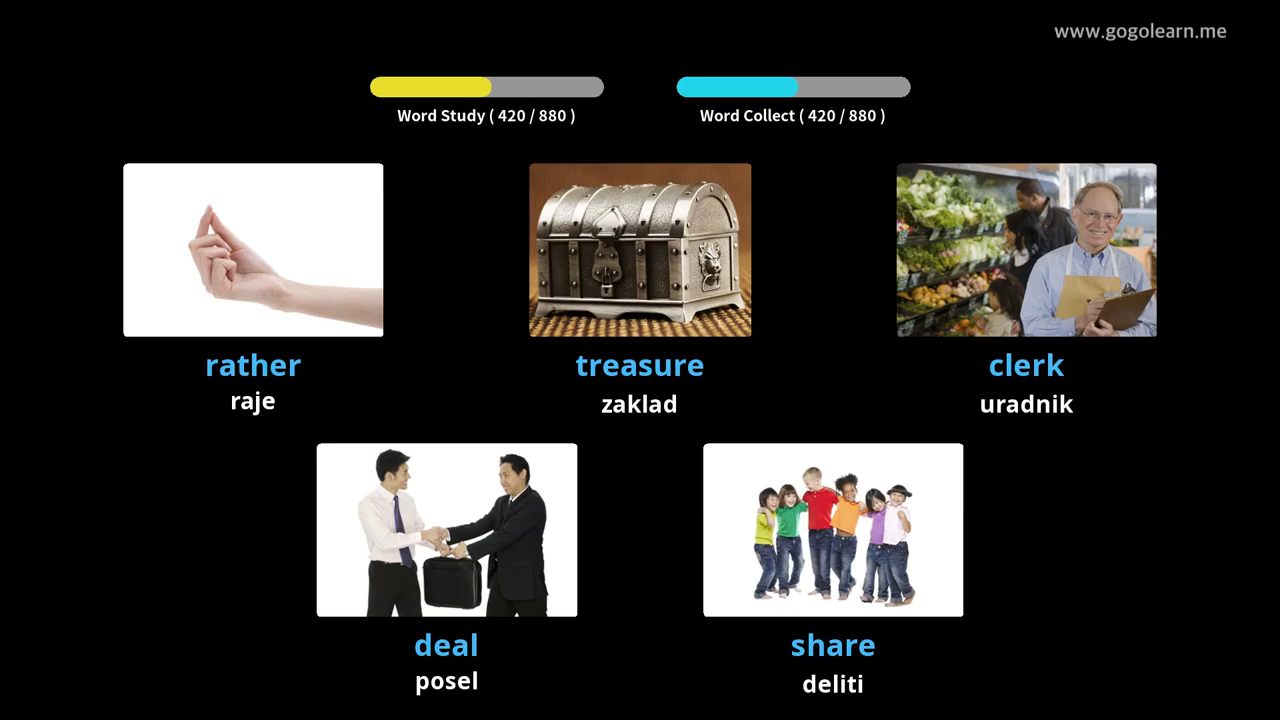 www.gogolearn.me
Word Study ( 420 / 880 )
Word Collect ( 420 / 880 )
rather
raje
treasure
zaklad
clerk
uradnik
deal
posel
share
deliti